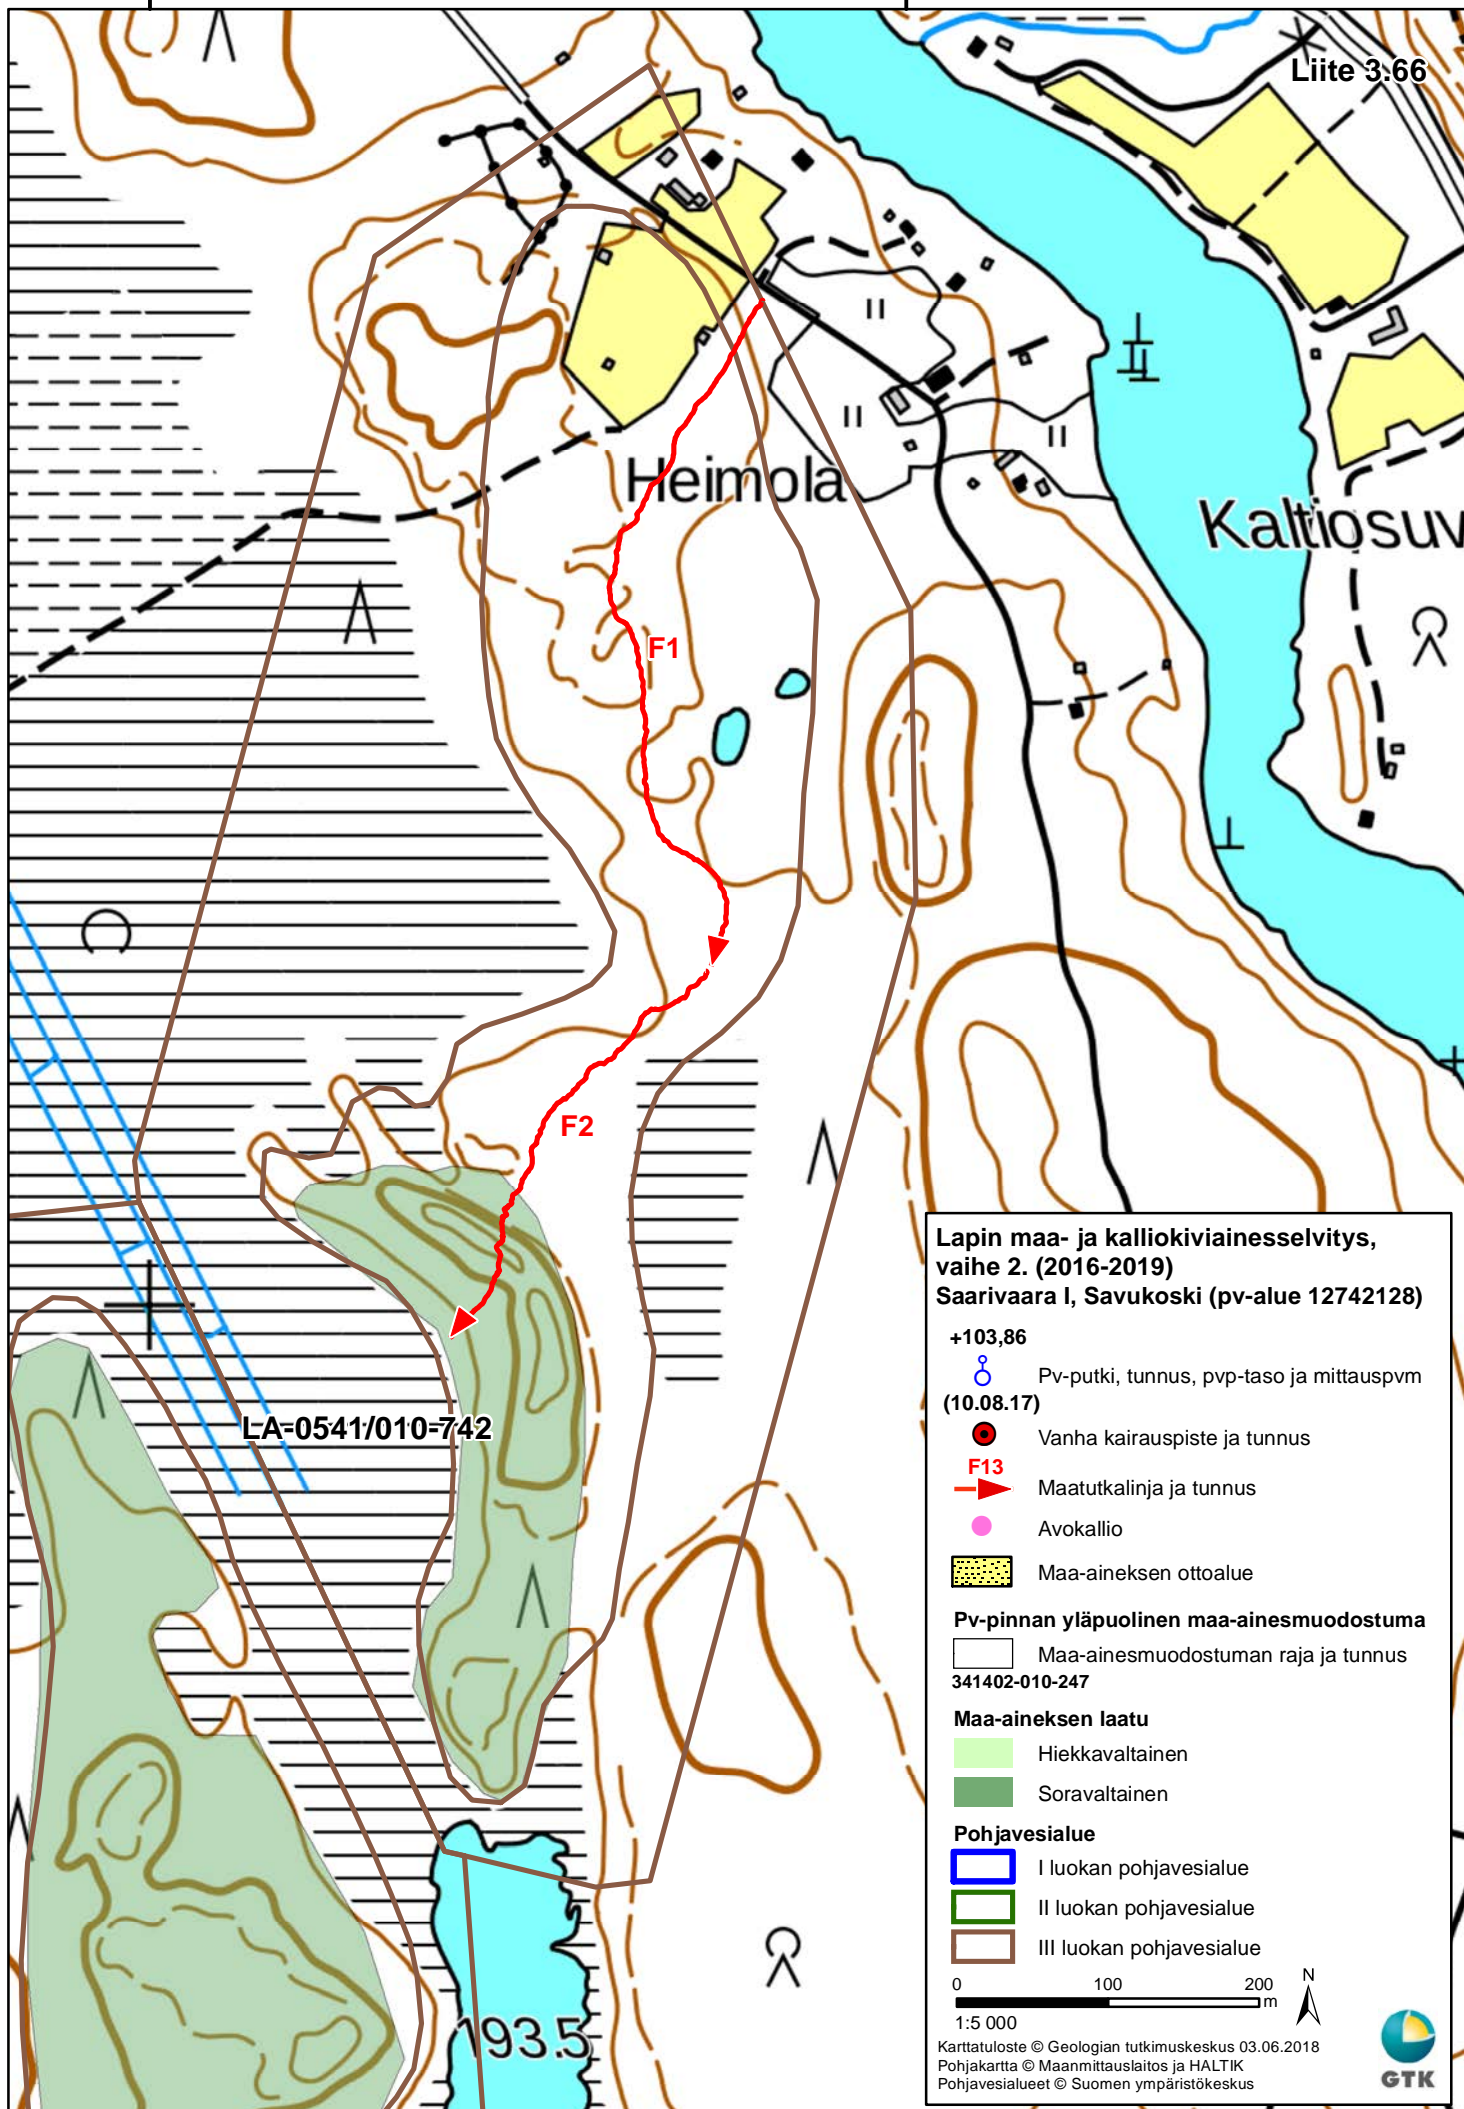 Liite 3.66
Heimola
Kaltiosuv
F1
F2
LA-0541/010-742
193.5
Lapin maa- ja kalliokiviainesselvitys,
vaihe 2. (2016-2019)
Saarivaara I, Savukoski (pv-alue 12742128)
+103,86
Pv-putki, tunnus, pvp-taso ja mittauspvm
(10.08.17)
Vanha kairauspiste ja tunnus
F13
Maatutkalinja ja tunnus
Avokallio
Maa-aineksen ottoalue
Pv-pinnan yläpuolinen maa-ainesmuodostuma
Maa-ainesmuodostuman raja ja tunnus
341402-010-247
Maa-aineksen laatu
Hiekkavaltainen
Soravaltainen
Pohjavesialue
I luokan pohjavesialue
II luokan pohjavesialue
III luokan pohjavesialue
0 100 200
m
N
1:5 000
Karttatuloste © Geologian tutkimuskeskus 03.06.2018
Pohjakartta © Maanmittauslaitos ja HALTIK
Pohjavesialueet © Suomen ympäristökeskus
GTK